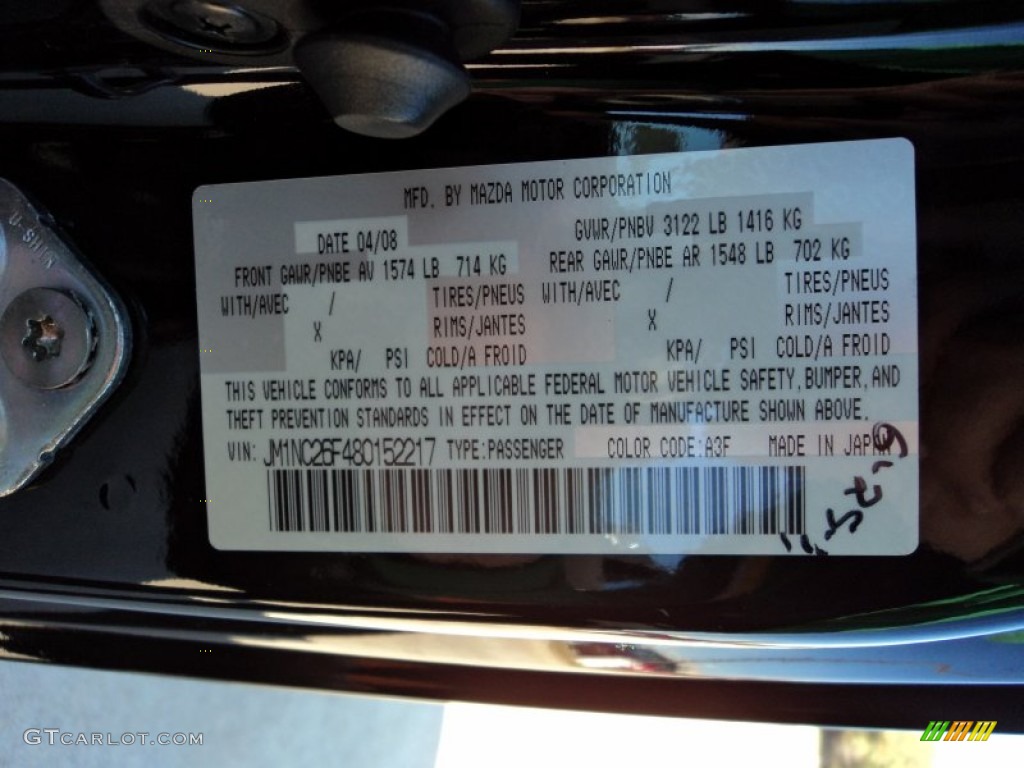 U-SHIN
MFD. BY MAZDA MOTOR CORPORATION
DATE 04/08 GVWR/PNBV 3122 LB 1416 KG
FRONT GAWR/PNBE AV 1574 LB 714 KG REAR GAWR/PNBE AR 1548 LB 702 KG
WITH/AVEC / TIRES/PNEUS WITH/AVEC / TIRES/PNEUS
X RIMS/JANTES X RIMS/JANTES
KPA/ PSI COLD/A FROID KPA/ PSI COLD/A FROID
THIS VEHICLE CONFORMS TO ALL APPLICABLE FEDERAL MOTOR VEHICLE SAFETY, BUMPER, AND
THEFT PREVENTION STANDARDS IN EFFECT ON THE DATE OF MANUFACTURE SHOWN ABOVE.
VIN: JM1NC26F480152217 TYPE:PASSENGER COLOR CODE:A3F MADE IN JAPAN
GTCARLOT.COM